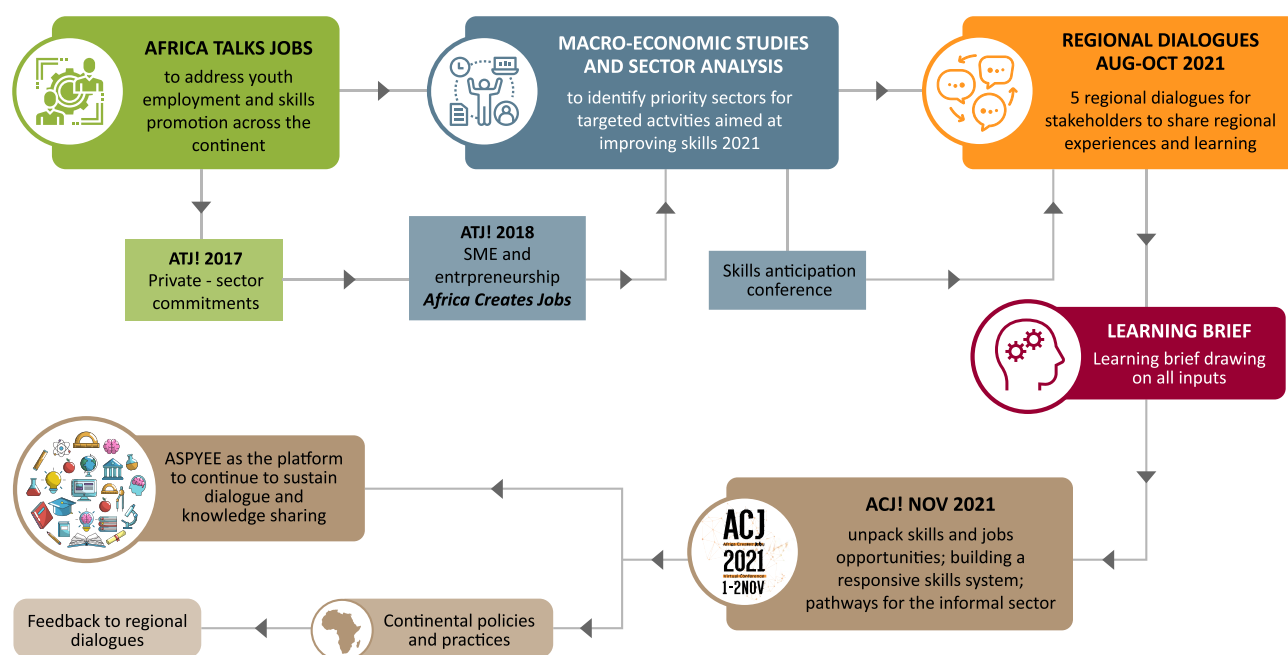 AFRICA TALKS JOBS
to address youth
employment and skills
promotion across the
continent
MACRO-ECONOMIC STUDIES
AND SECTOR ANALYSIS
to identify priority sectors for
targeted actvities aimed at
improving skills 2021
REGIONAL DIALOGUES
AUG-OCT 2021
5 regional dialogues for
stakeholders to share regional
experiences and learning
ATJ! 2017
Private - sector
commitments
ATJ! 2018
SME and
entrpreneurship
Africa Creates Jobs
Skills anticipation
conference
LEARNING BRIEF
Learning brief drawing
on all inputs
ASPYEE as the platform
to continue to sustain
dialogue and
knowledge sharing
ACJ
Africa Creates Jobs
2021
Virtual Conference
1-2NOV
ACJ! NOV 2021
unpack skills and jobs
opportunities; building a
responsive skills system;
pathways for the informal sector
Feedback to regional
dialogues
Continental policies
and practices